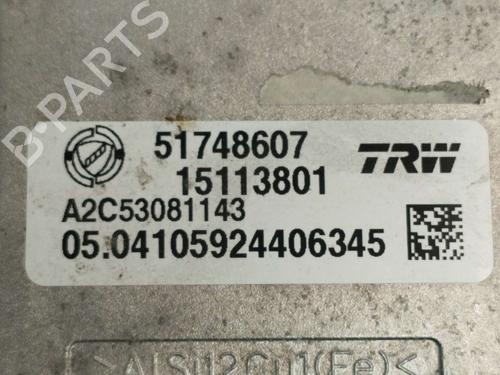 B-PARTS
51748607
TRW
15113801
A2C53081143
05.04105924406345
>AlSi12Cu1(Fe)<